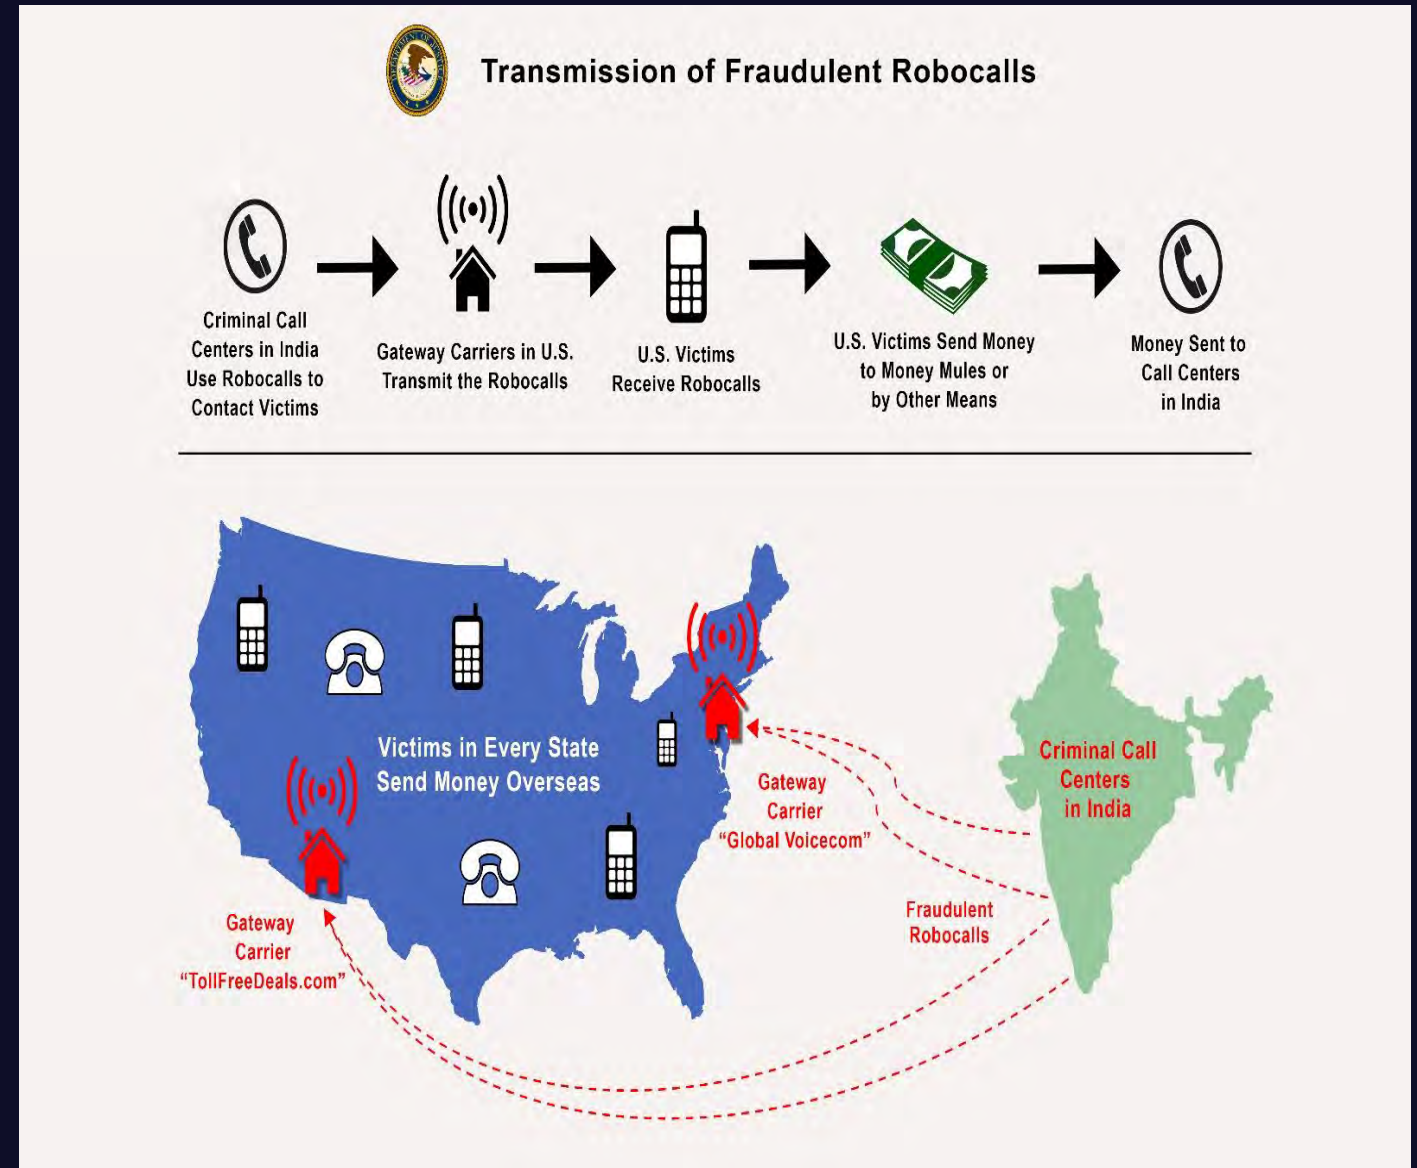 Transmission of Fraudulent Robocalls
Criminal Call
Centers in India
Use Robocalls to
Contact Victims
Gateway Carriers in U.S.
Transmit the Robocalls
U.S. Victims
Receive Robocalls
U.S. Victims Send Money
to Money Mules or
by Other Means
Money Sent to
Call Centers
in India
Victims in Every State
Send Money Overseas
Gateway
Carrier
“Global Voicecom”
Criminal Call
Centers
in India
Fraudulent
Robocalls
Gateway
Carrier
“TollFreeDeals.com”